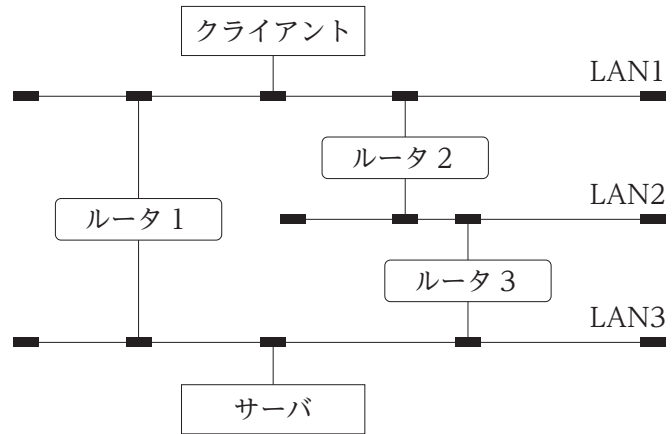 クライアント
LAN1
ルータ 2
ルータ 1
LAN2
ルータ 3
LAN3
サーバ